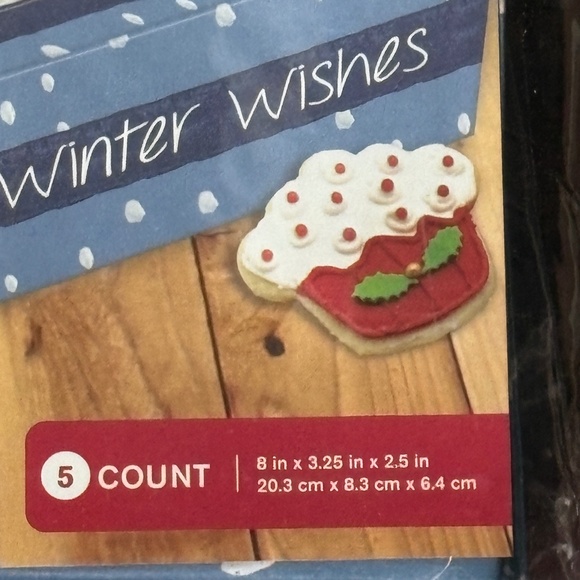 Winter Wishes
5 COUNT
8 in x 3.25 in x 2.5 in
20.3 cm x 8.3 cm x 6.4 cm